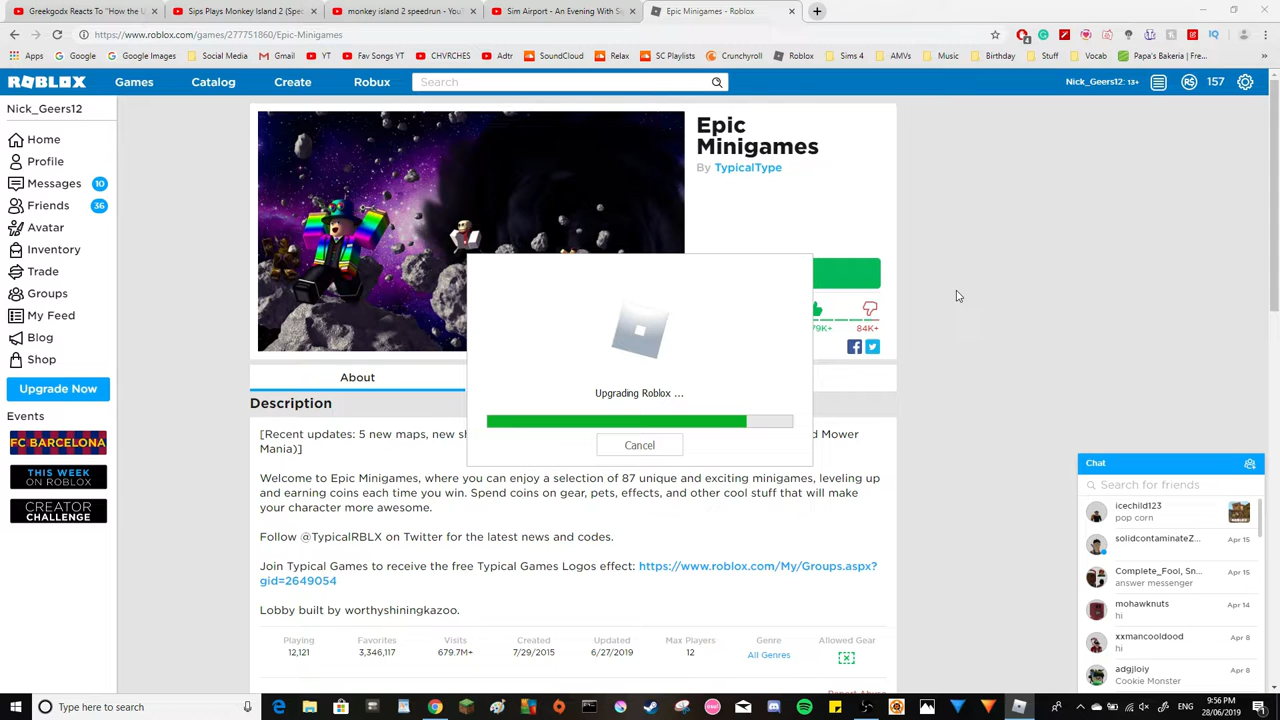 Geekgodx Reacts To "How the U
Sips Plays Monkey Island 2 (Spec
monkey island 2 speedrun - YouT
Sim Airport - An Evening With Si
Epic Minigames - Roblox
https://www.roblox.com/games/277751860/Epic-Minigames
Apps Google Google Images Social Media Games Fav Songs YT CHVRCHES Adtr SoundCloud Relax SC Playlists Crunchyroll Roblox Sims 4 AMVs Music Birthday Stuff Vocab Papa's Bakery | Fre...
ROBLOX Games Catalog Create Robux Search Nick_Geers12: 13+ 157
Nick_Geers12
Home
Profile
Messages 10
Friends 36
Avatar
Inventory
Trade
Groups
My Feed
Blog
Shop
Upgrade Now
Events
FC BARCELONA
THIS WEEK
ON ROBLOX
CREATOR
CHALLENGE
Epic
Minigames
By TypicalType
79K+ 84K+
Upgrading Roblox ...
Cancel
About
Description
[Recent updates: 5 new maps, new sh
d Mower
Mania)]
Welcome to Epic Minigames, where you can enjoy a selection of 87 unique and exciting minigames, leveling up
and earning coins each time you win. Spend coins on gear, pets, effects, and other cool stuff that will make
your character more awesome.
Follow @TypicalRBLX on Twitter for the latest news and codes.
Join Typical Games to receive the free Typical Games Logos effect: https://www.roblox.com/My/Groups.aspx?
gid=2649054
Lobby built by worthyshiningkazoo.
Playing Favorites Visits Created Updated Max Players Genre Allowed Gear
12,121 3,346,117 679.7M+ 7/29/2015 6/27/2019 12 All Genres
Report Abuse
Chat
Search for friends
icechild123
pop corn
solidcontaminateZ... Apr 15
Complete_Fool, Sn... Apr 15
answer messenger
mohawknuts Apr 14
hi
xxmancooldood Apr 8
hi
adgjloiy Apr 8
Cookie Monster
Type here to search
9:56 PM
28/06/2019